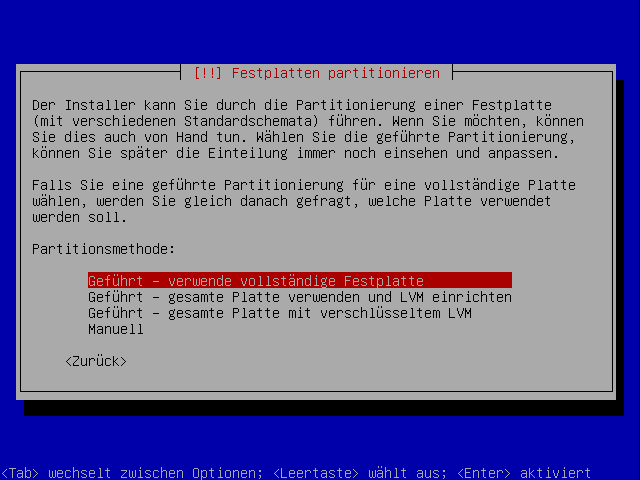 [!!] Festplatten partitionieren
Der Installer kann Sie durch die Partitionierung einer Festplatte
(mit verschiedenen Standardschemata) führen. Wenn Sie möchten, können
Sie dies auch von Hand tun. Wählen Sie die geführte Partitionierung,
können Sie später die Einteilung immer noch einsehen und anpassen.
Falls Sie eine geführte Partitionierung für eine vollständige Platte
wählen, werden Sie gleich danach gefragt, welche Platte verwendet
werden soll.
Partitionsmethode:
Geführt - verwende vollständige Festplatte
Geführt - gesamte Platte verwenden und LVM einrichten
Geführt - gesamte Platte mit verschlüsseltem LVM
Manuell
<Zurück>
<Tab> wechselt zwischen Optionen; <Leertaste> wählt aus; <Enter> aktiviert